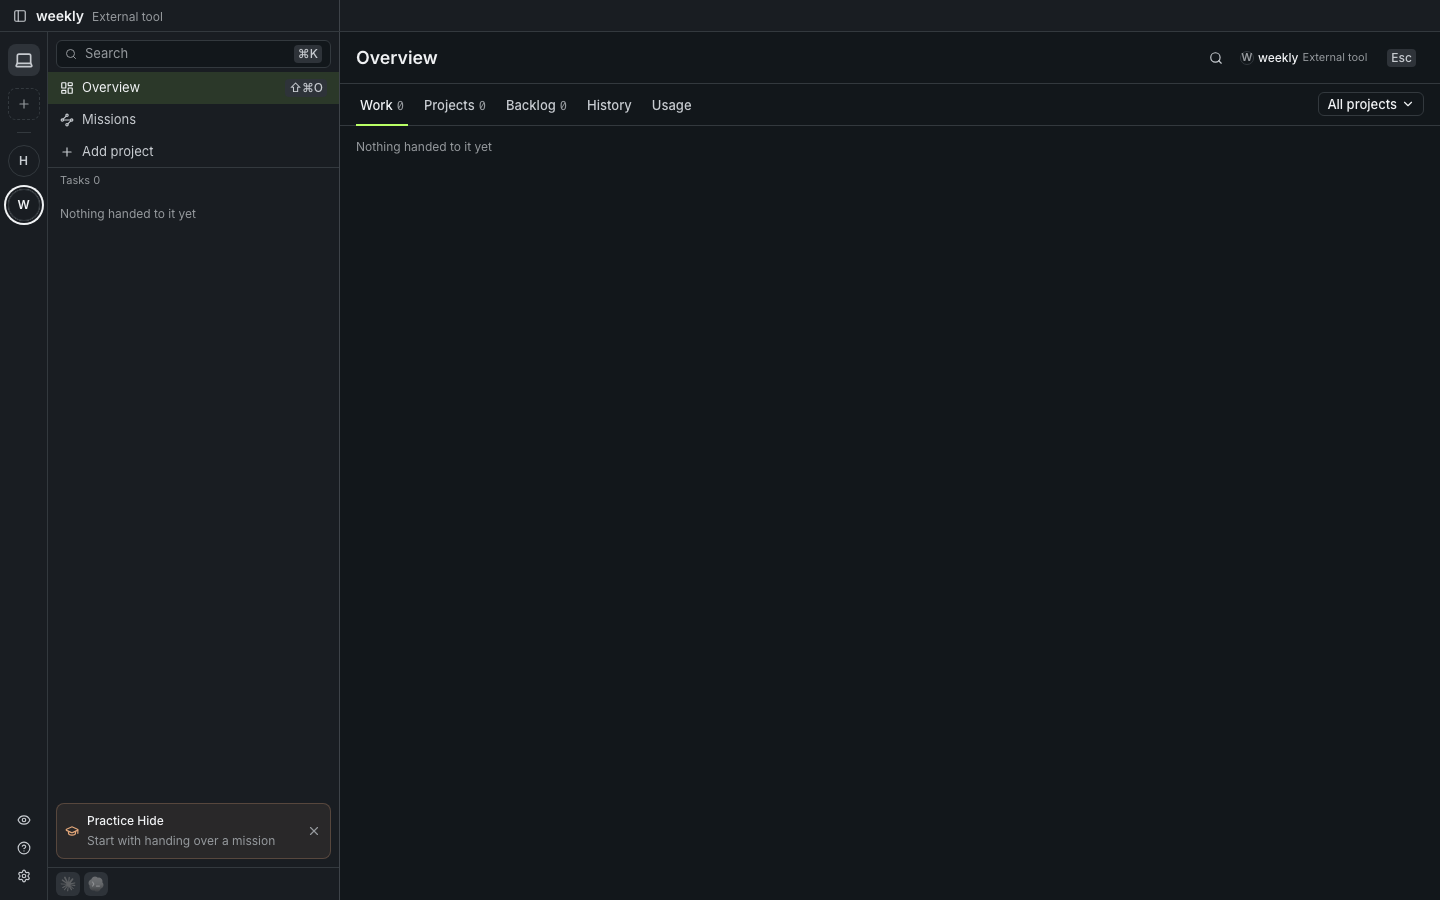 weekly External tool
Search ⌘K
Overview ⇧⌘O
Missions
Add project
H
W
Tasks 0
Nothing handed to it yet
Practice Hide
Start with handing over a mission
Overview
W weekly External tool Esc
Work 0 Projects 0 Backlog 0 History Usage
All projects
Nothing handed to it yet